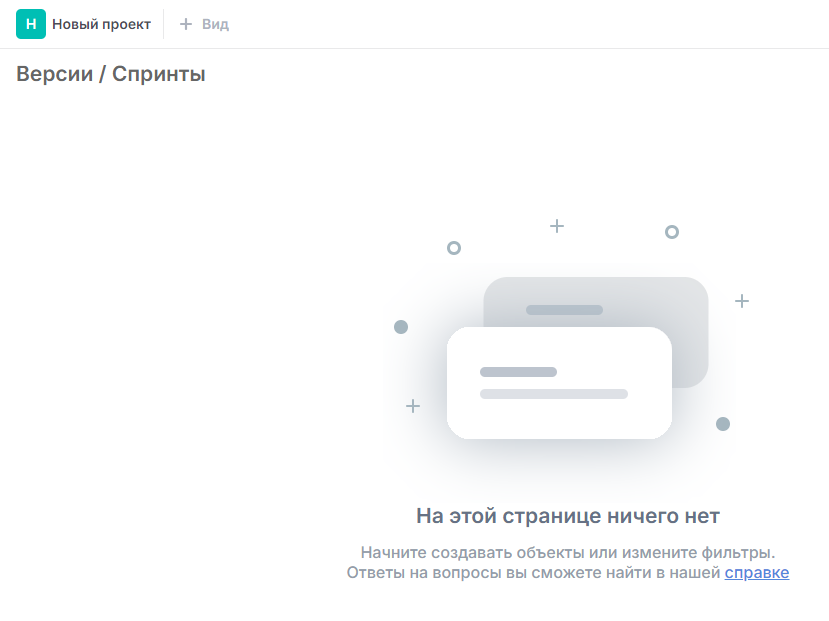 Н Новый проект + Вид
Версии / Спринты
На этой странице ничего нет
Начните создавать объекты или измените фильтры.
Ответы на вопросы вы сможете найти в нашей справке